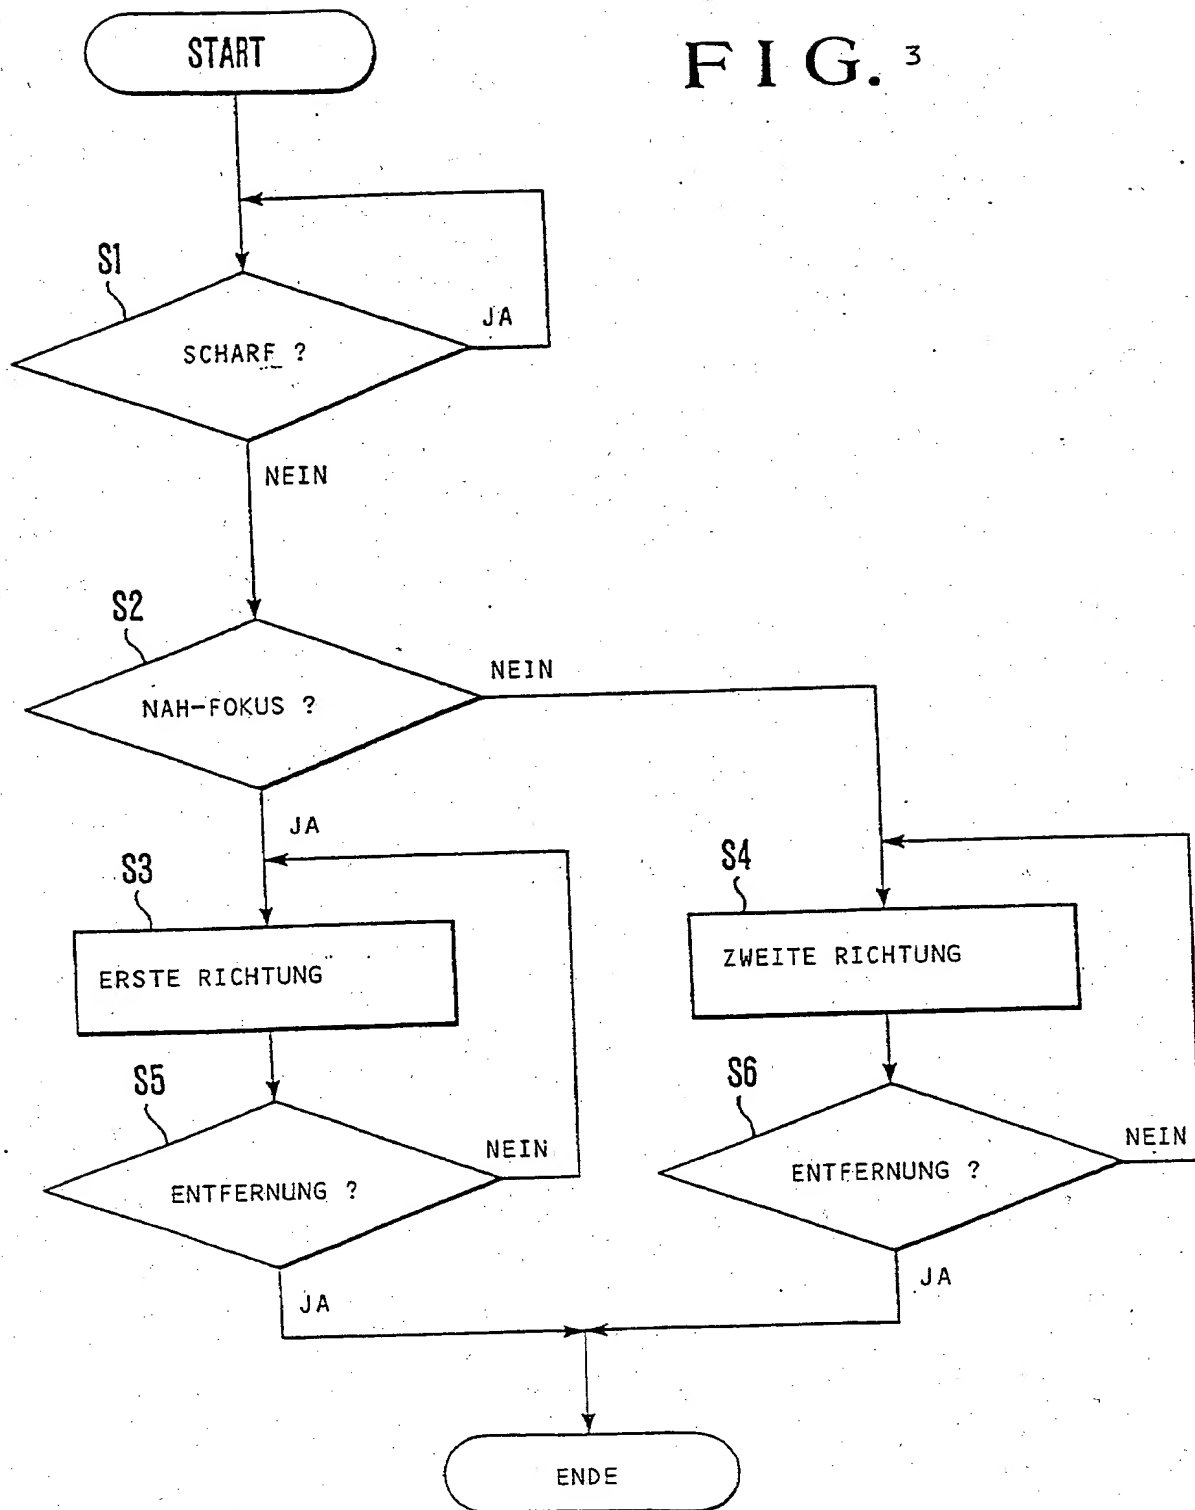 START
FIG. 3
S1
JA
SCHARF ?
NEIN
S2
NEIN
NAH-FOKUS ?
JA
S3
S4
ERSTE RICHTUNG
ZWEITE RICHTUNG
S5
S6
NEIN
NEIN
ENTFERNUNG ?
ENTFERNUNG ?
JA
JA
ENDE